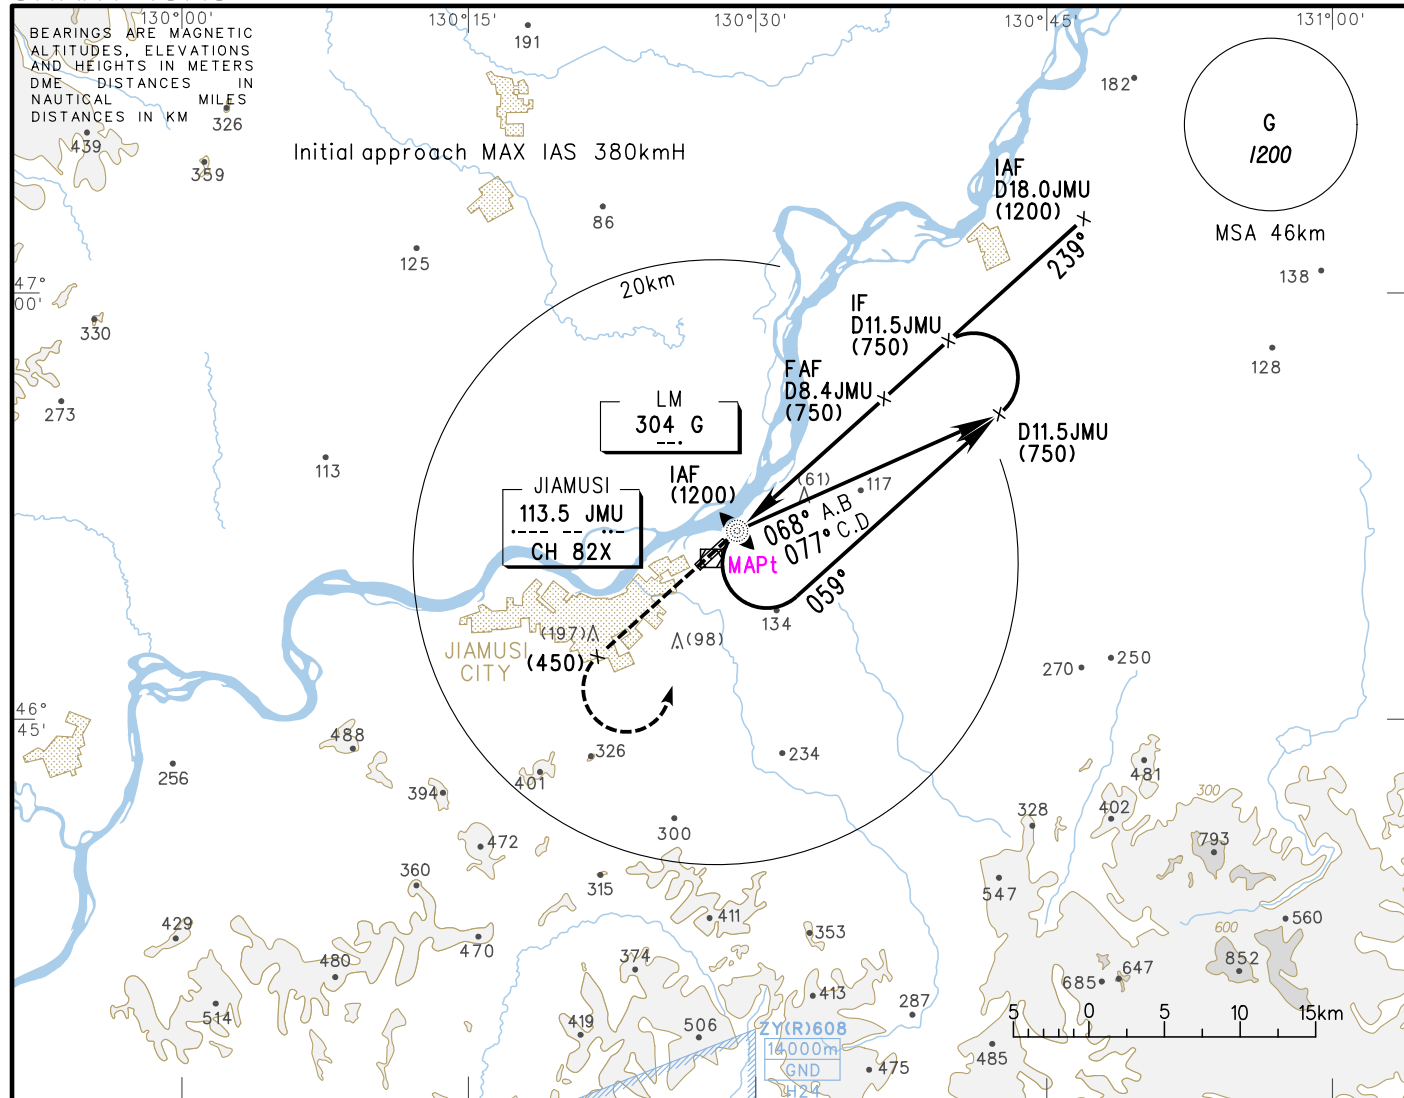 130°00'
130°15'
130°30'
130°45'
131°00'
BEARINGS ARE MAGNETIC
ALTITUDES, ELEVATIONS
AND HEIGHTS IN METERS
DME DISTANCES IN
NAUTICAL MILES
DISTANCES IN KM
191
182
326
439
359
Initial approach MAX IAS 380kmH
G
1200
MSA 46km
IAF
D18.0JMU
(1200)
239°
86
125
138
20km
47°
00'
330
IF
D11.5JMU
(750)
128
FAF
D8.4JMU
(750)
273
LM
304 G
--·
D11.5JMU
(750)
113
IAF
(1200)
(61)
117
JIAMUSI
113.5 JMU
·--- -- ··-
CH 82X
068° A.B
077° C.D
MAPt
059°
134
(197)
(98)
JIAMUSI
CITY
(450)
270
250
46°
45'
488
326
234
256
401
481
394
300
328
402
300
793
472
360
315
547
411
429
353
560
470
600
374
852
480
647
685
413
287
514
419
506
5 0 5 10 15km
ZY(R)608
14000m
GND
H24
485
475